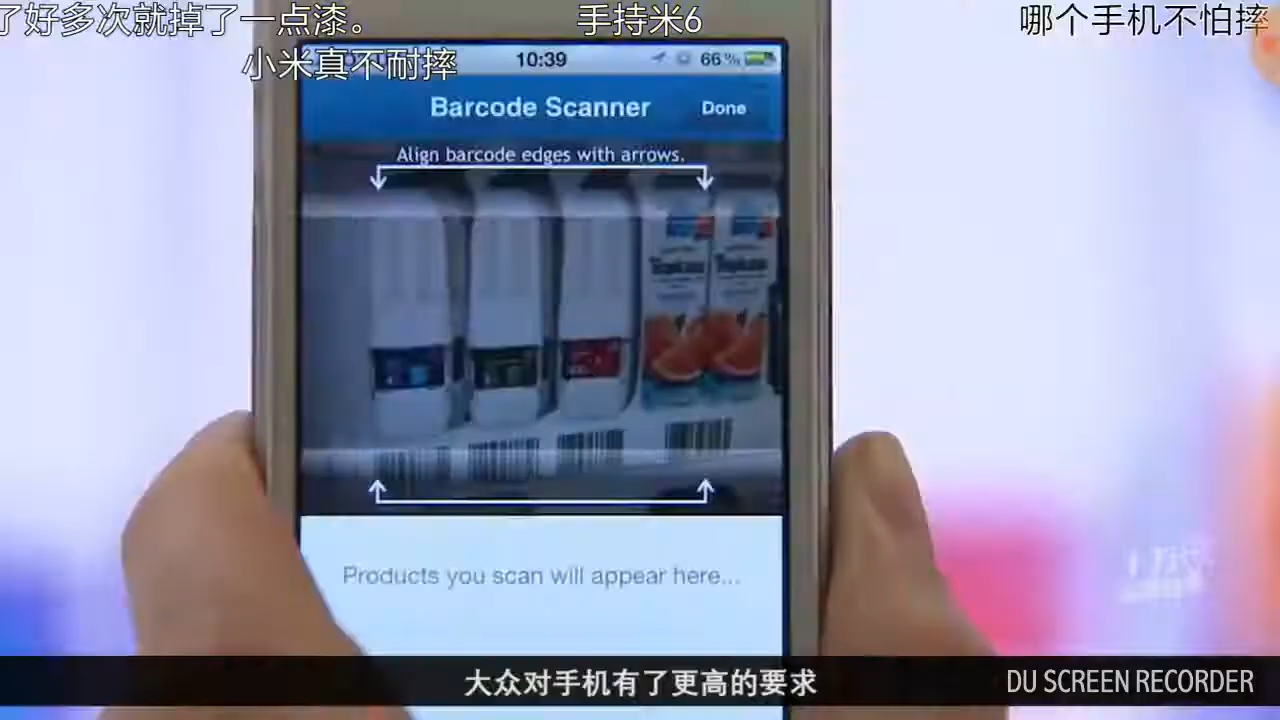 了好多次就掉了一点漆。
手持米6
哪个手机不怕摔
小米真不耐摔
10:39
66%
Barcode Scanner
Done
Align barcode edges with arrows.
Products you scan will appear here...
大众对手机有了更高的要求
DU SCREEN RECORDER